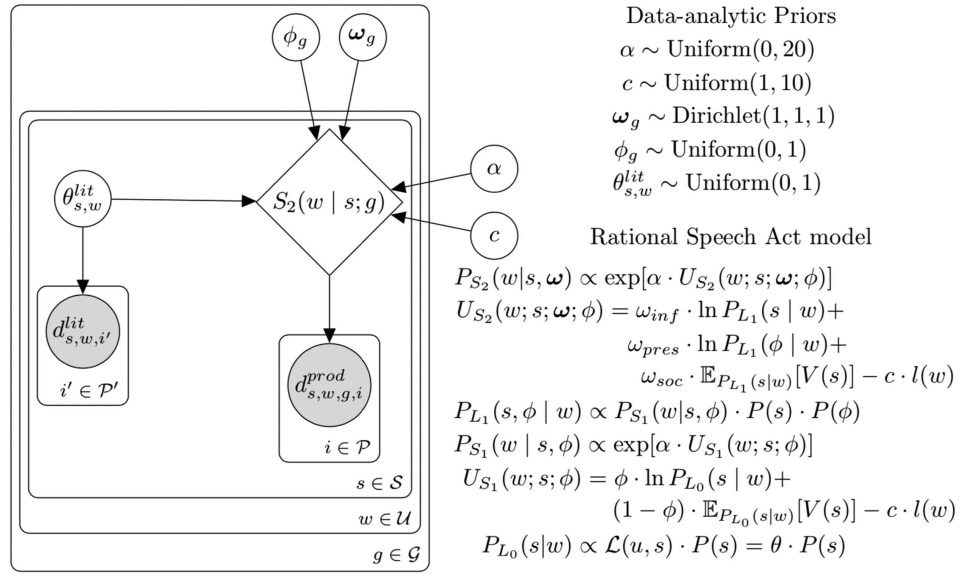 ϕ_g
ω_g
θ^{lit}_{s,w}
S_2(w | s; g)
α
c
d^{lit}_{s,w,i'}
i' ∈ 𝒫'
d^{prod}_{s,w,g,i}
i ∈ 𝒫
s ∈ 𝒮
w ∈ 𝒰
g ∈ 𝒢
Data-analytic Priors
α ∼ Uniform(0, 20)
c ∼ Uniform(1, 10)
ω_g ∼ Dirichlet(1, 1, 1)
ϕ_g ∼ Uniform(0, 1)
θ^{lit}_{s,w} ∼ Uniform(0, 1)
Rational Speech Act model
P_{S_2}(w|s, ω) ∝ exp[α · U_{S_2}(w; s; ω; ϕ)]
U_{S_2}(w; s; ω; ϕ) = ω_{inf} · ln P_{L_1}(s | w)+
ω_{pres} · ln P_{L_1}(ϕ | w)+
ω_{soc} · 𝔼_{P_{L_1}(s|w)}[V(s)] − c · l(w)
P_{L_1}(s, ϕ | w) ∝ P_{S_1}(w|s, ϕ) · P(s) · P(ϕ)
P_{S_1}(w | s, ϕ) ∝ exp[α · U_{S_1}(w; s; ϕ)]
U_{S_1}(w; s; ϕ) = ϕ · ln P_{L_0}(s | w)+
(1 − ϕ) · 𝔼_{P_{L_0}(s|w)}[V(s)] − c · l(w)
P_{L_0}(s|w) ∝ ℒ(u, s) · P(s) = θ · P(s)